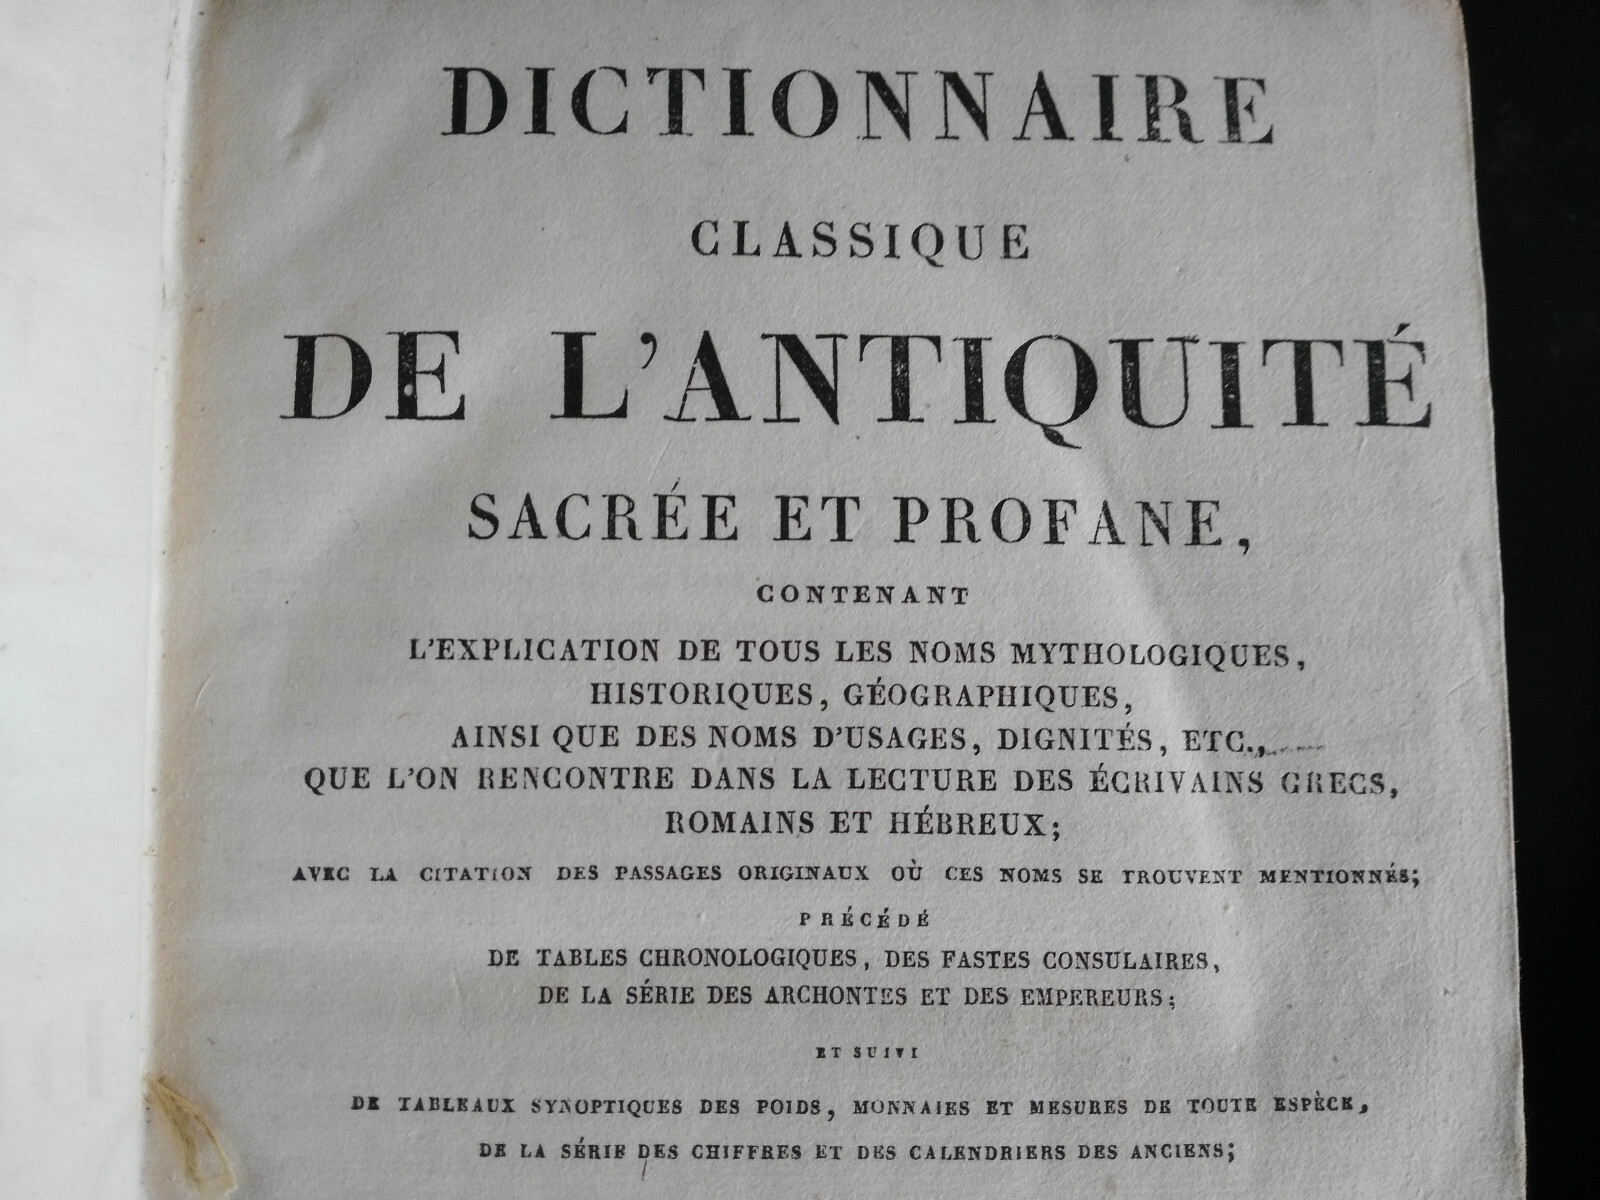 DICTIONNAIRE
CLASSIQUE
DE L'ANTIQUITÉ
SACRÉE ET PROFANE,
CONTENANT
L'EXPLICATION DE TOUS LES NOMS MYTHOLOGIQUES,
HISTORIQUES, GÉOGRAPHIQUES,
AINSI QUE DES NOMS D'USAGES, DIGNITÉS, ETC.,
QUE L'ON RENCONTRE DANS LA LECTURE DES ÉCRIVAINS GRECS,
ROMAINS ET HÉBREUX;
AVEC LA CITATION DES PASSAGES ORIGINAUX OÙ CES NOMS SE TROUVENT MENTIONNÉS;
PRÉCÉDÉ
DE TABLES CHRONOLOGIQUES, DES FASTES CONSULAIRES,
DE LA SÉRIE DES ARCHONTES ET DES EMPEREURS;
ET SUIVI
DE TABLEAUX SYNOPTIQUES DES POIDS, MONNAIES ET MESURES DE TOUTE ESPÈCE,
DE LA SÉRIE DES CHIFFRES ET DES CALENDRIERS DES ANCIENS;